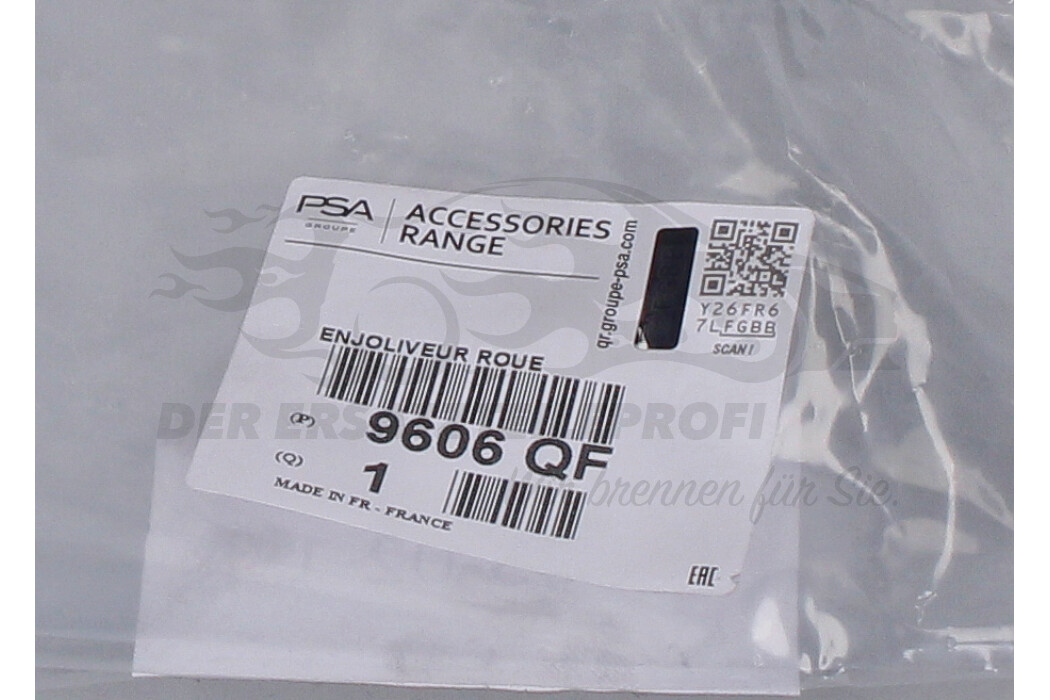 PSA
GROUPE
ACCESSORIES
RANGE
qr.groupe-psa.com
Y26FR6
7LFGBB
SCAN!
ENJOLIVEUR ROUE
(P) 9606 QF
(Q) 1
MADE IN FR - FRANCE
EAC
DER ERS PROFI
brennen für Sie.